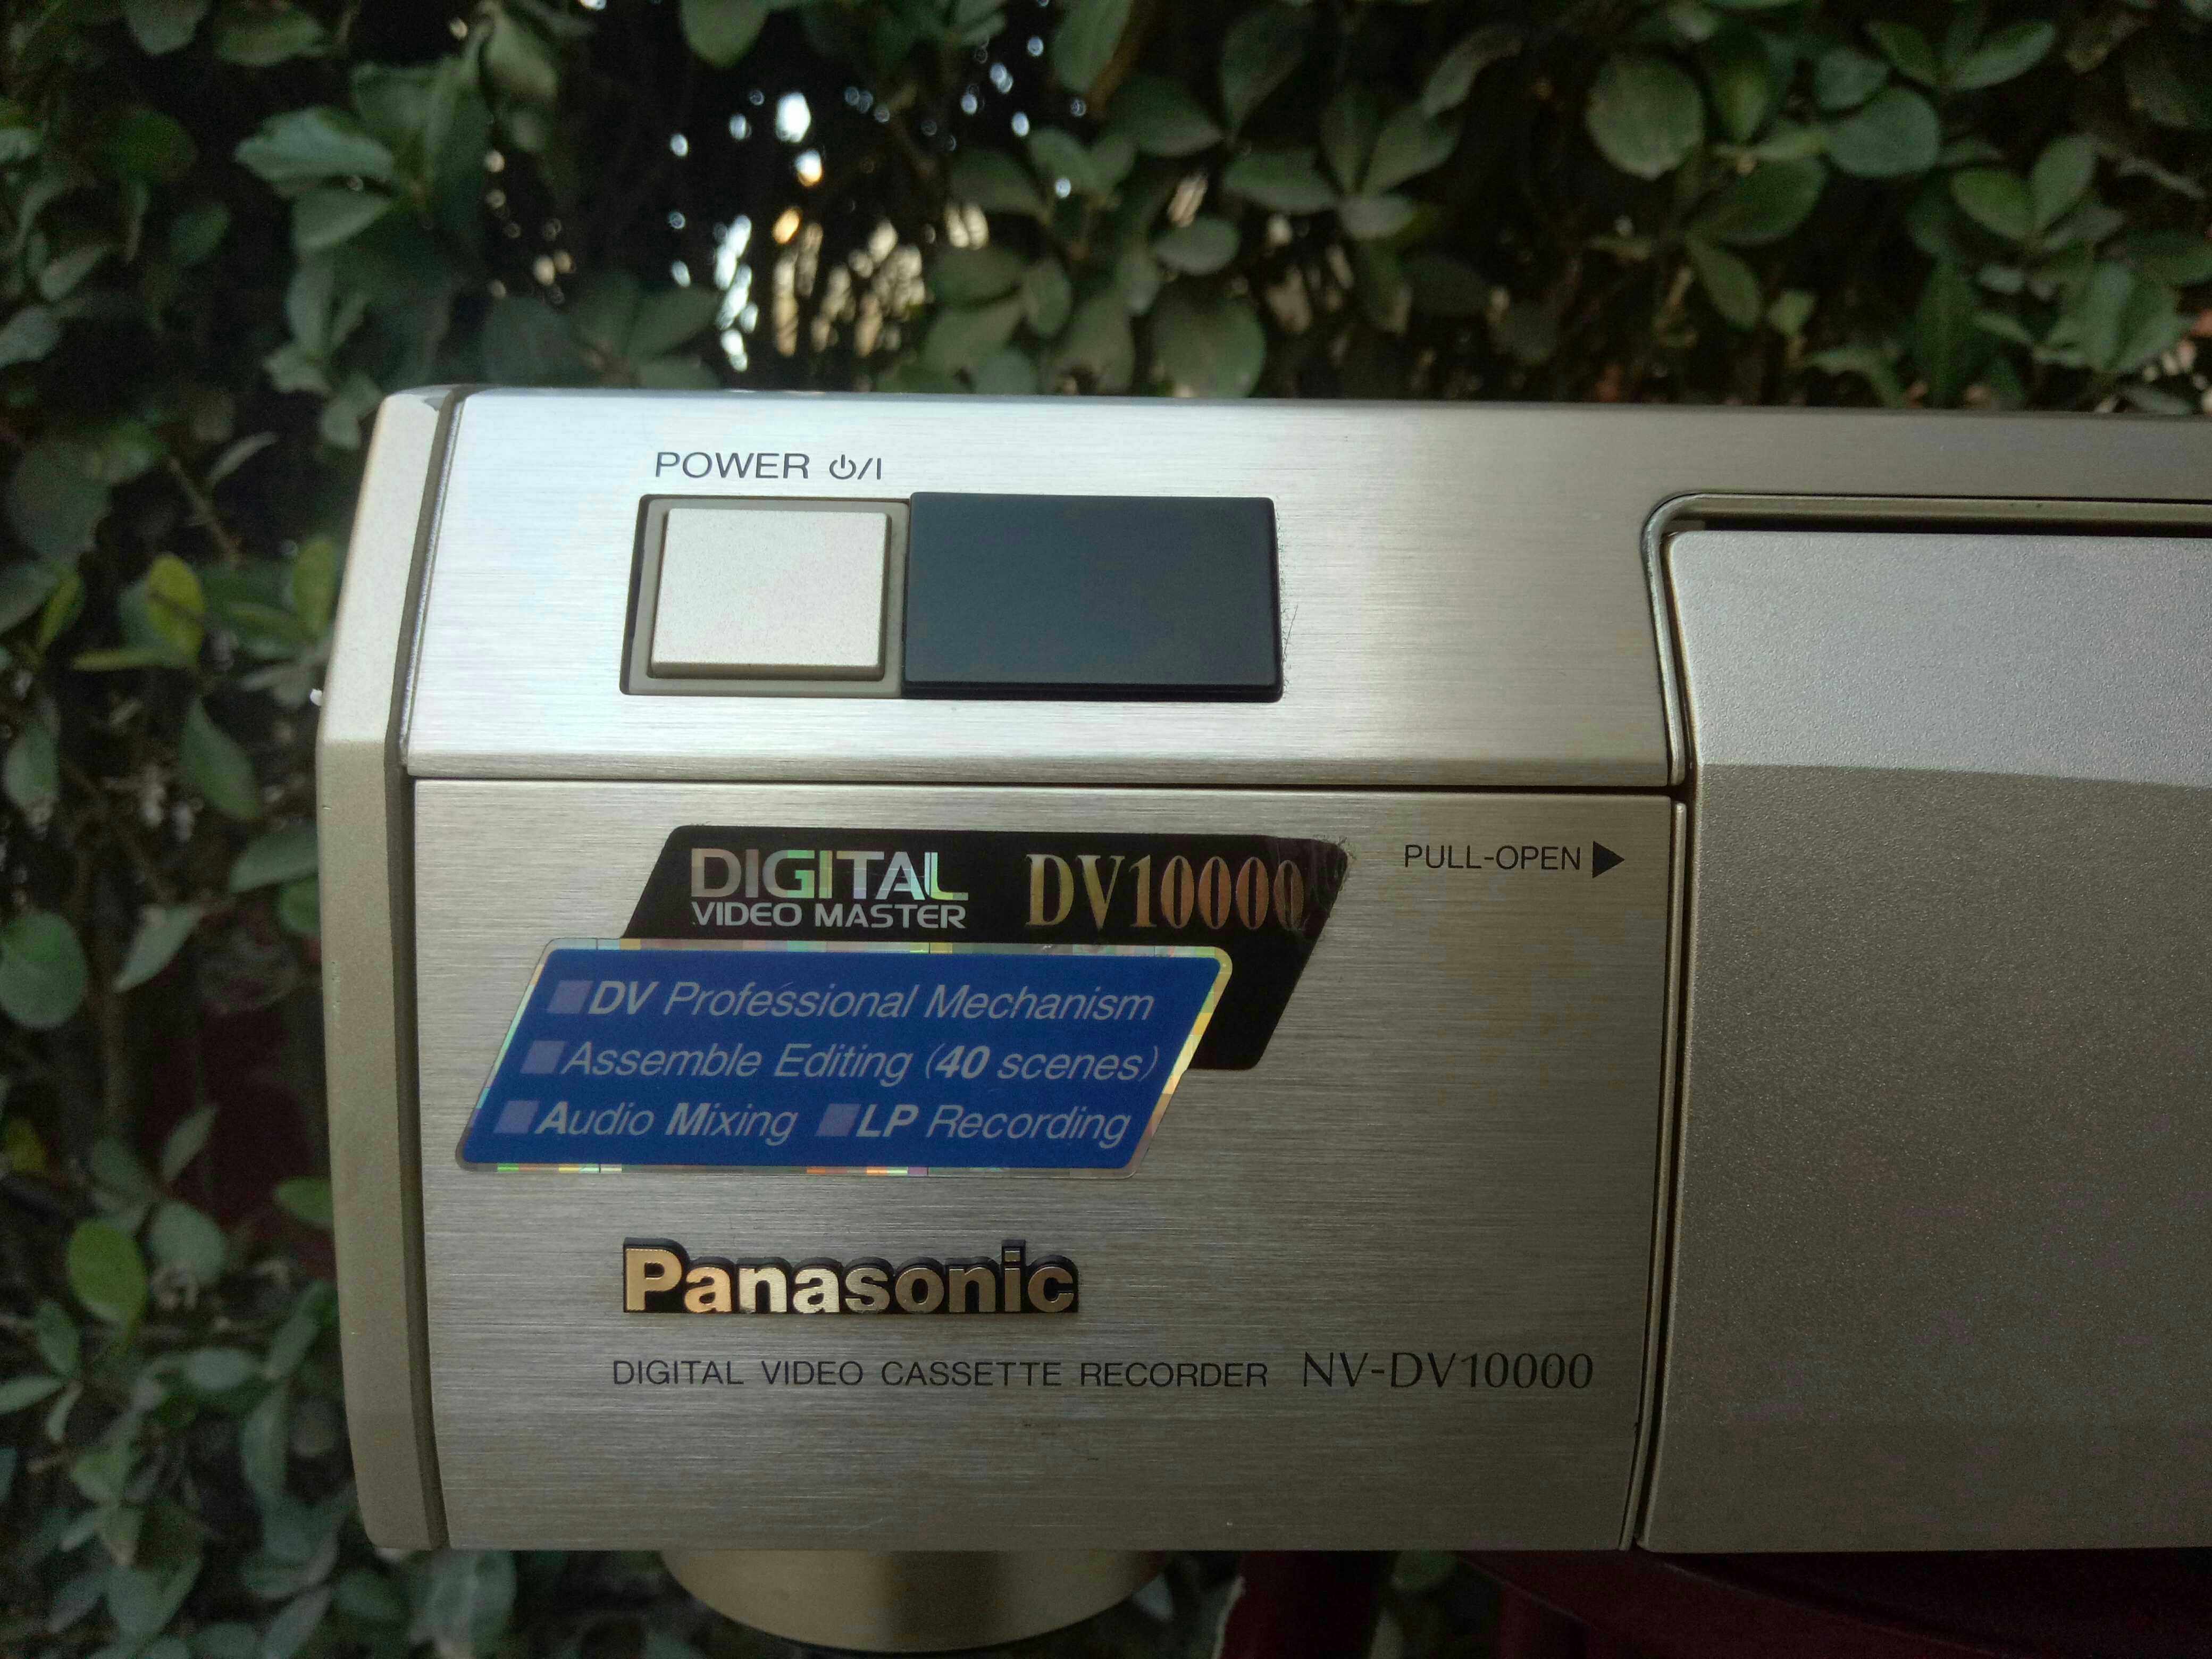 POWER ⏻/I
DIGITAL DV10000
VIDEO MASTER
PULL-OPEN ▶
■DV Professional Mechanism
■Assemble Editing (40 scenes)
■Audio Mixing ■LP Recording
Panasonic
DIGITAL VIDEO CASSETTE RECORDER NV-DV10000